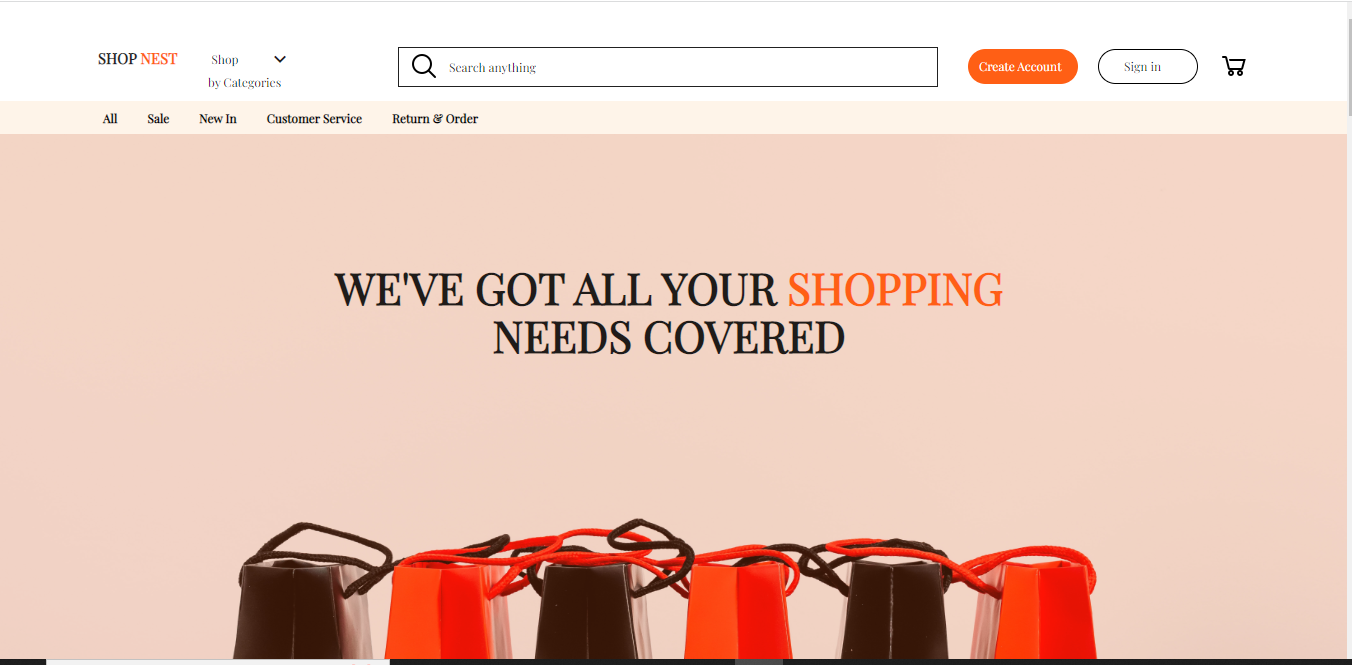 SHOP NEST
Shop
by Categories
Search anything
Create Account
Sign in
All Sale New In Customer Service Return & Order
WE'VE GOT ALL YOUR SHOPPING
NEEDS COVERED